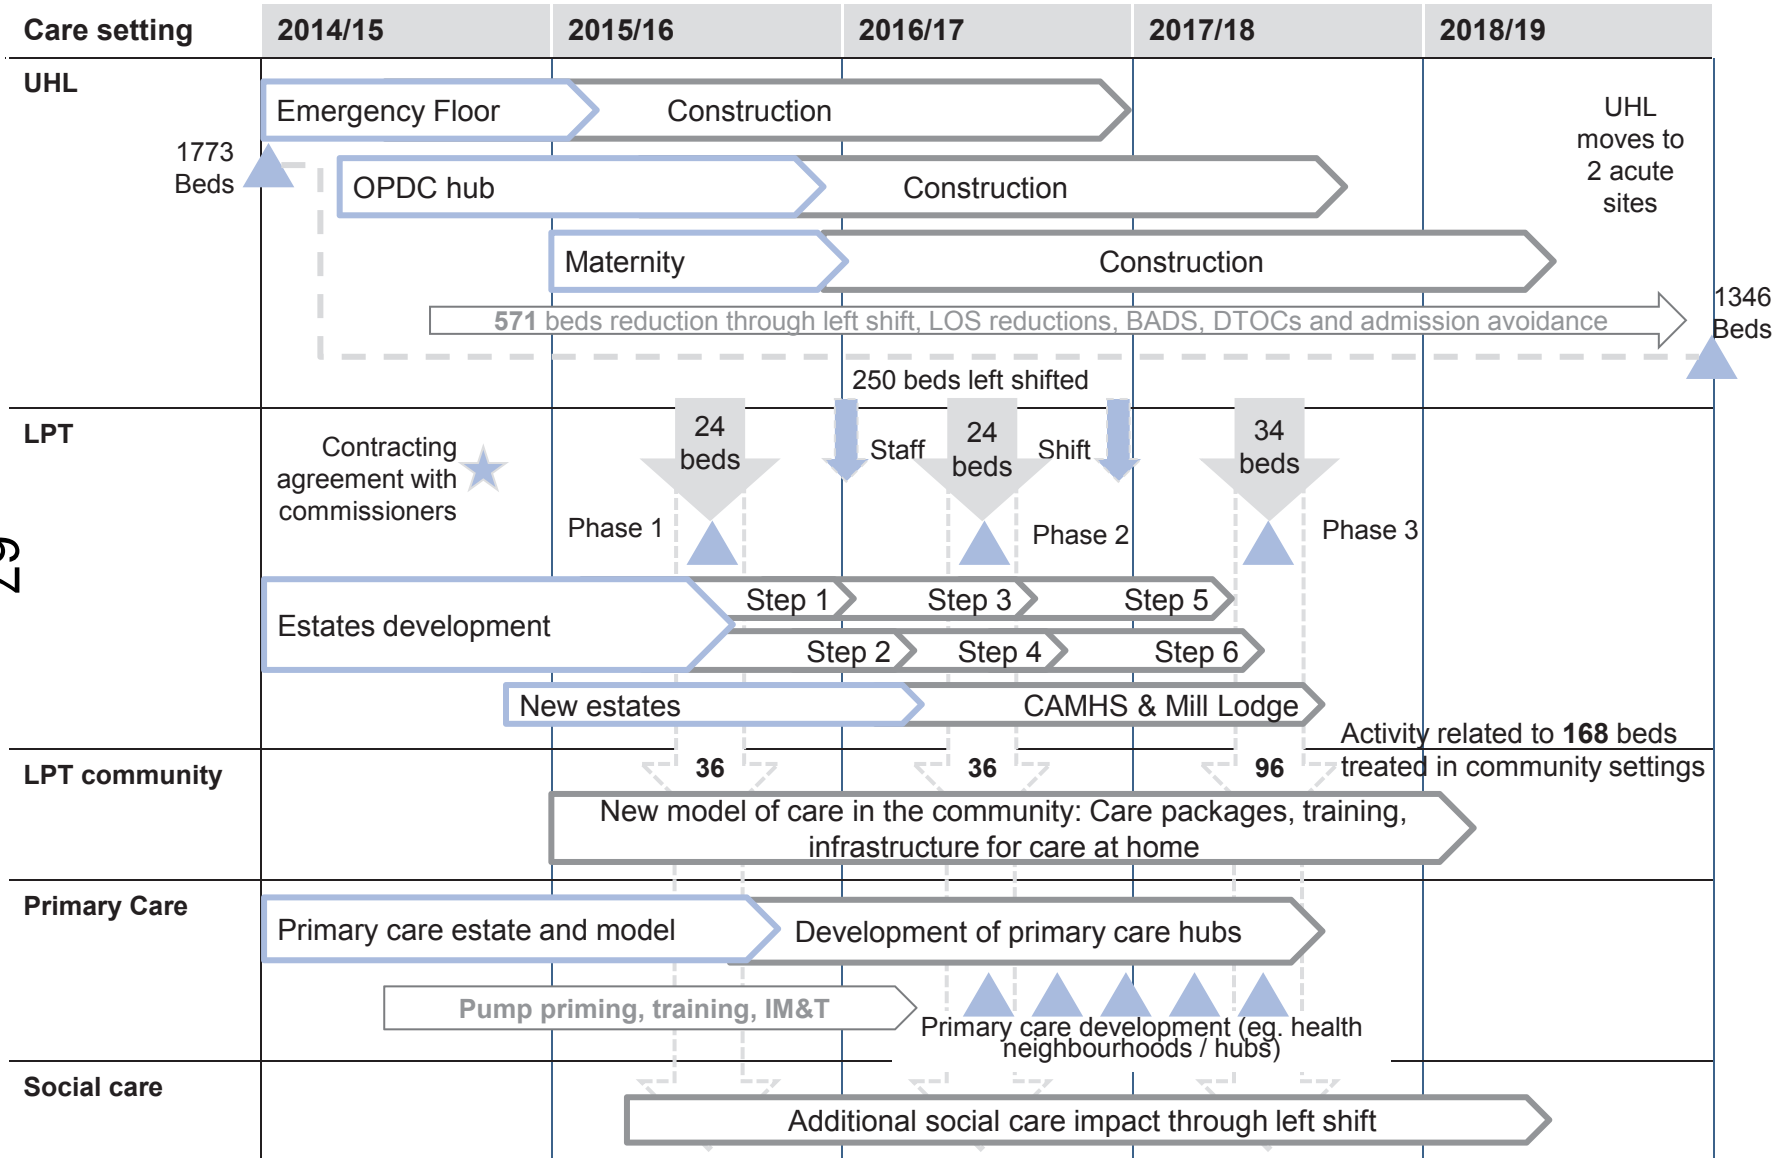 Care setting
2014/15
2015/16
2016/17
2017/18
2018/19
UHL
Emergency Floor
Construction
UHL
moves to
2 acute
sites
1773
Beds
OPDC hub
Construction
Maternity
Construction
1346
Beds
571 beds reduction through left shift, LOS reductions, BADS, DTOCs and admission avoidance
250 beds left shifted
LPT
Contracting
agreement with
commissioners
24
beds
Staff
24
beds
Shift
34
beds
Phase 1
Phase 2
Phase 3
29
Estates development
Step 1
Step 3
Step 5
Step 2
Step 4
Step 6
New estates
CAMHS & Mill Lodge
Activity related to 168 beds
treated in community settings
LPT community
36
36
96
New model of care in the community: Care packages, training,
infrastructure for care at home
Primary Care
Primary care estate and model
Development of primary care hubs
Pump priming, training, IM&T
Primary care development (eg. health
neighbourhoods / hubs)
Social care
Additional social care impact through left shift